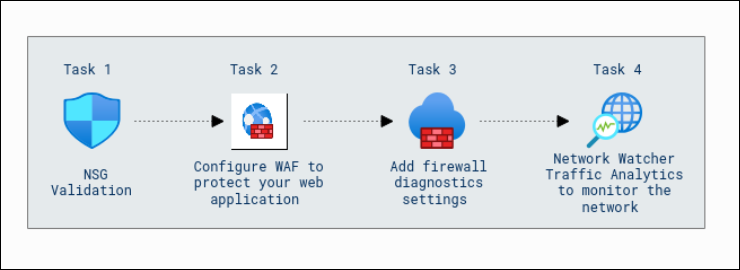 Task 1
Task 2
Task 3
Task 4
NSG
Validation
Configure WAF to
protect your web
application
Add firewall
diagnostics
settings
Network Watcher
Traffic Analytics
to monitor the
network